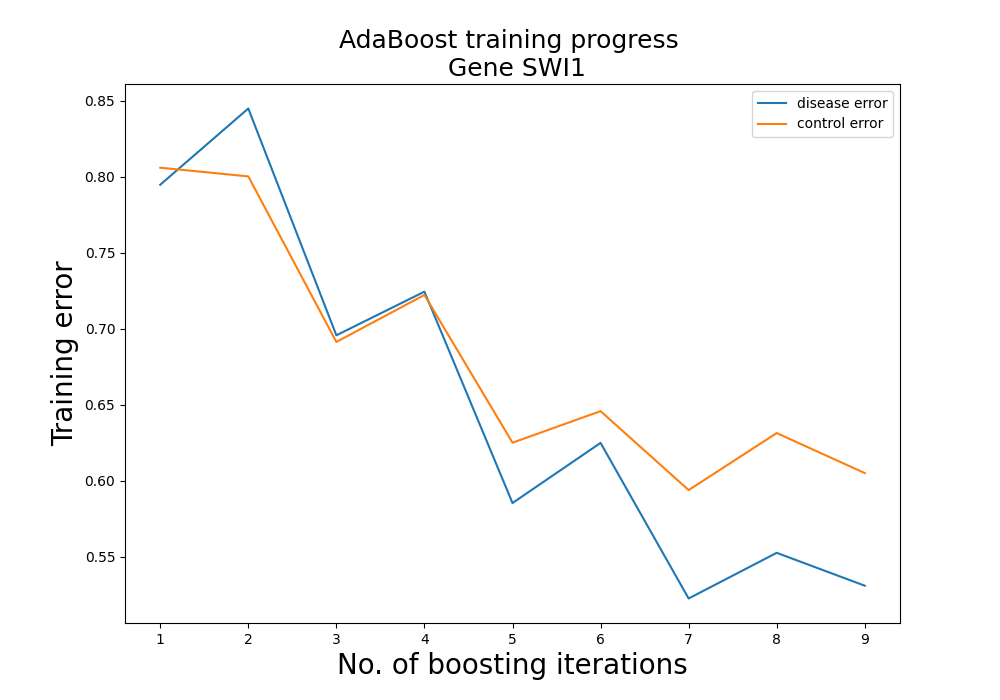 AdaBoost training progress
Gene SWI1
disease error
control error
Training error
0.85
0.80
0.75
0.70
0.65
0.60
0.55
1 2 3 4 5 6 7 8 9
No. of boosting iterations